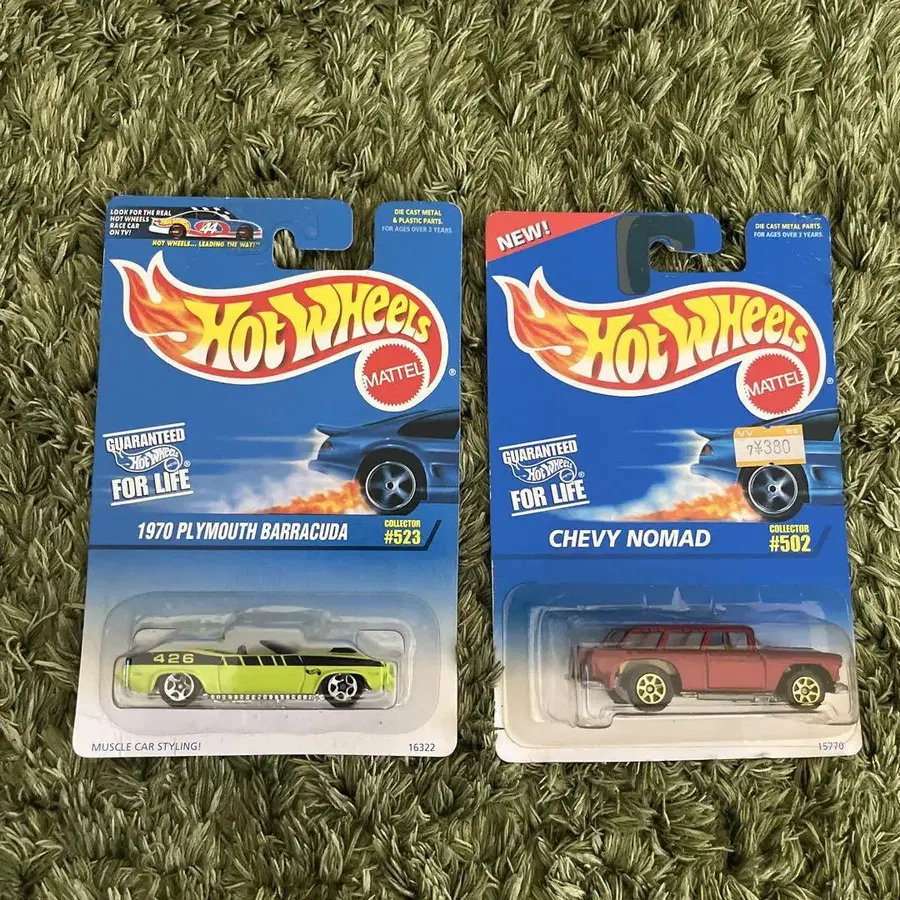 LOOK FOR THE REAL
HOT WHEELS
RACE CAR
ON TV!
44
HOT WHEELS... LEADING THE WAY!™
DIE CAST METAL
& PLASTIC PARTS.
FOR AGES OVER 3 YEARS
HOT WHEELS
MATTEL
®
GUARANTEED
HOT WHEELS
FOR LIFE
1970 PLYMOUTH BARRACUDA
COLLECTOR
#523
426
MUSCLE CAR STYLING!
16322
NEW!
DIE CAST METAL PARTS.
FOR AGES OVER 3 YEARS.
HOT WHEELS
MATTEL
®
¥380
GUARANTEED
HOT WHEELS
FOR LIFE
CHEVY NOMAD
COLLECTOR
#502
15770